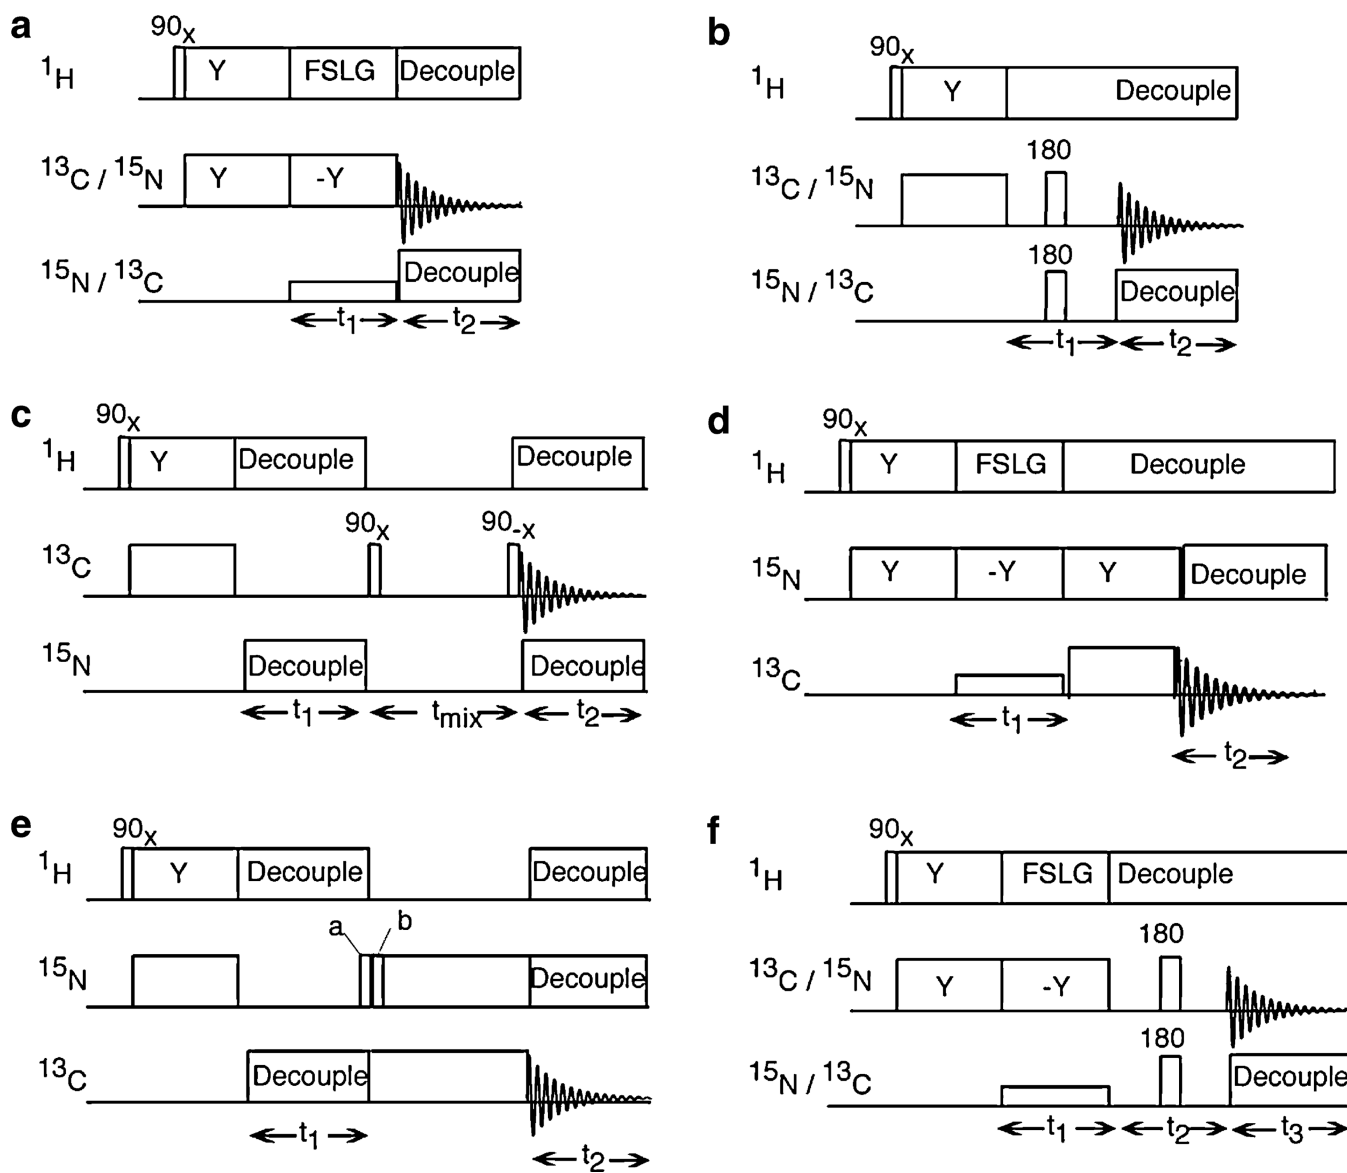 a
90x
¹H Y FSLG Decouple
¹³C / ¹⁵N Y -Y
¹⁵N / ¹³C Decouple
t₁ t₂
b
90x
¹H Y Decouple
180
¹³C / ¹⁵N
180
¹⁵N / ¹³C Decouple
t₁ t₂
c
90x
¹H Y Decouple Decouple
90x 90-x
¹³C
¹⁵N Decouple Decouple
t₁ tmix t₂
d
90x
¹H Y FSLG Decouple
¹⁵N Y -Y Y Decouple
¹³C
t₁
t₂
e
90x
¹H Y Decouple Decouple
a b
¹⁵N Decouple
¹³C Decouple
t₁
t₂
f
90x
¹H Y FSLG Decouple
180
¹³C / ¹⁵N Y -Y
180
¹⁵N / ¹³C Decouple
t₁ t₂ t₃